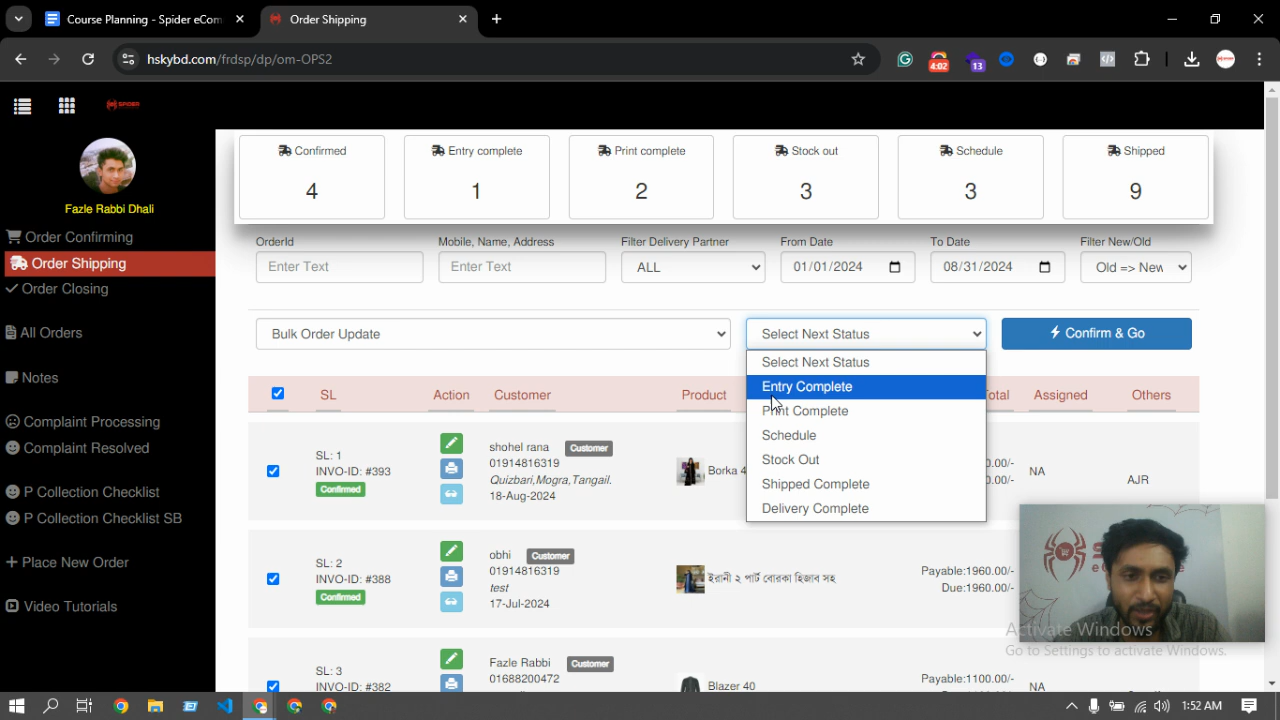 Course Planning - Spider eCom
Order Shipping
hskybd.com/frdsp/dp/om-OPS2
4:02
13
SPIDER
Fazle Rabbi Dhali
Order Confirming
Order Shipping
Order Closing
All Orders
Notes
Complaint Processing
Complaint Resolved
P Collection Checklist
P Collection Checklist SB
Place New Order
Video Tutorials
Confirmed
4
Entry complete
1
Print complete
2
Stock out
3
Schedule
3
Shipped
9
OrderId
Enter Text
Mobile, Name, Address
Enter Text
Filter Delivery Partner
ALL
From Date
01/01/2024
To Date
08/31/2024
Filter New/Old
Old => New
Bulk Order Update
Select Next Status
Confirm & Go
Select Next Status
Entry Complete
Print Complete
Schedule
Stock Out
Shipped Complete
Delivery Complete
SL
Action
Customer
Product
Assigned
Others
SL: 1
INVO-ID: #393
Confirmed
shohel rana Customer
01914816319
Quizbari,Mogra,Tangail.
18-Aug-2024
Borka 4
NA
AJR
SL: 2
INVO-ID: #388
Confirmed
obhi Customer
01914816319
test
17-Jul-2024
ইরানী ২ পার্ট বোরকা হিজাব সহ
Payable:1960.00/-
Due:1960.00/-
SL: 3
INVO-ID: #382
Fazle Rabbi Customer
01688200472
Blazer 40
Payable:1100.00/-
NA
Activate Windows
Go to Settings to activate Windows.
1:52 AM